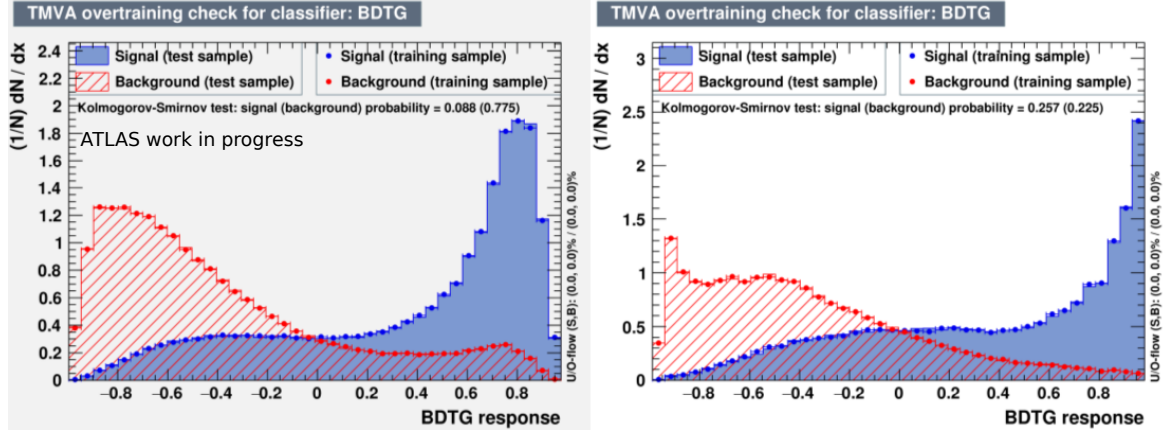 TMVA overtraining check for classifier: BDTG
Signal (test sample)
Background (test sample)
Signal (training sample)
Background (training sample)
Kolmogorov-Smirnov test: signal (background) probability = 0.088 (0.775)
ATLAS work in progress
(1/N) dN / dx
2.4
2.2
2
1.8
1.6
1.4
1.2
1
0.8
0.6
0.4
0.2
0
−0.8 −0.6 −0.4 −0.2 0 0.2 0.4 0.6 0.8
BDTG response
U/O-flow (S,B): (0.0, 0.0)% / (0.0, 0.0)%
TMVA overtraining check for classifier: BDTG
Signal (test sample)
Background (test sample)
Signal (training sample)
Background (training sample)
Kolmogorov-Smirnov test: signal (background) probability = 0.257 (0.225)
(1/N) dN / dx
3
2.5
2
1.5
1
0.5
0
−0.8 −0.6 −0.4 −0.2 0 0.2 0.4 0.6 0.8
BDTG response
U/O-flow (S,B): (0.0, 0.0)% / (0.0, 0.0)%